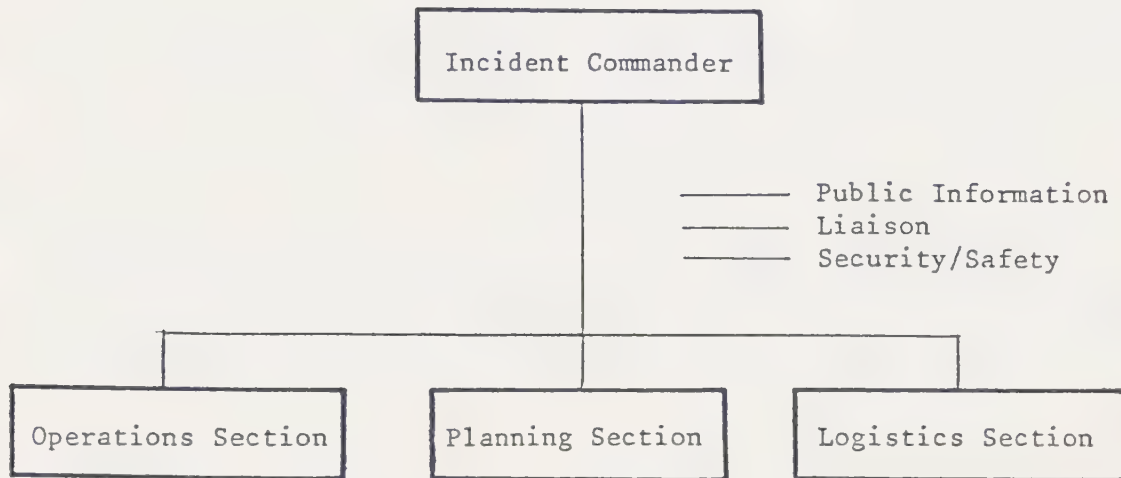 Incident Commander
Public Information
Liaison
Security/Safety
Operations Section
Planning Section
Logistics Section